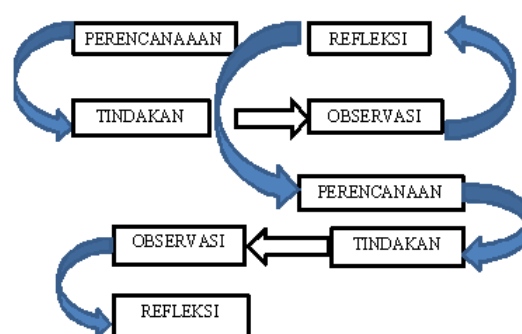 PERENCANAAAN
REFLEKSI
TINDAKAN
OBSERVASI
PERENCANAAN
OBSERVASI
TINDAKAN
REFLEKSI